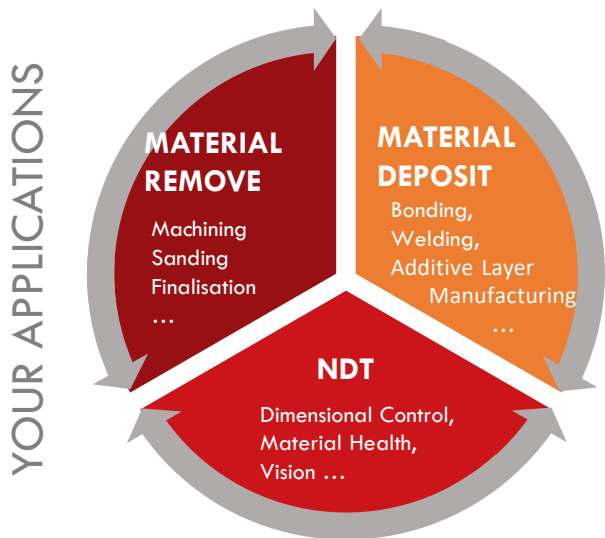 YOUR APPLICATIONS
MATERIAL
REMOVE
Machining
Sanding
Finalisation
...
MATERIAL
DEPOSIT
Bonding,
Welding,
Additive Layer
Manufacturing
...
NDT
Dimensional Control,
Material Health,
Vision ...